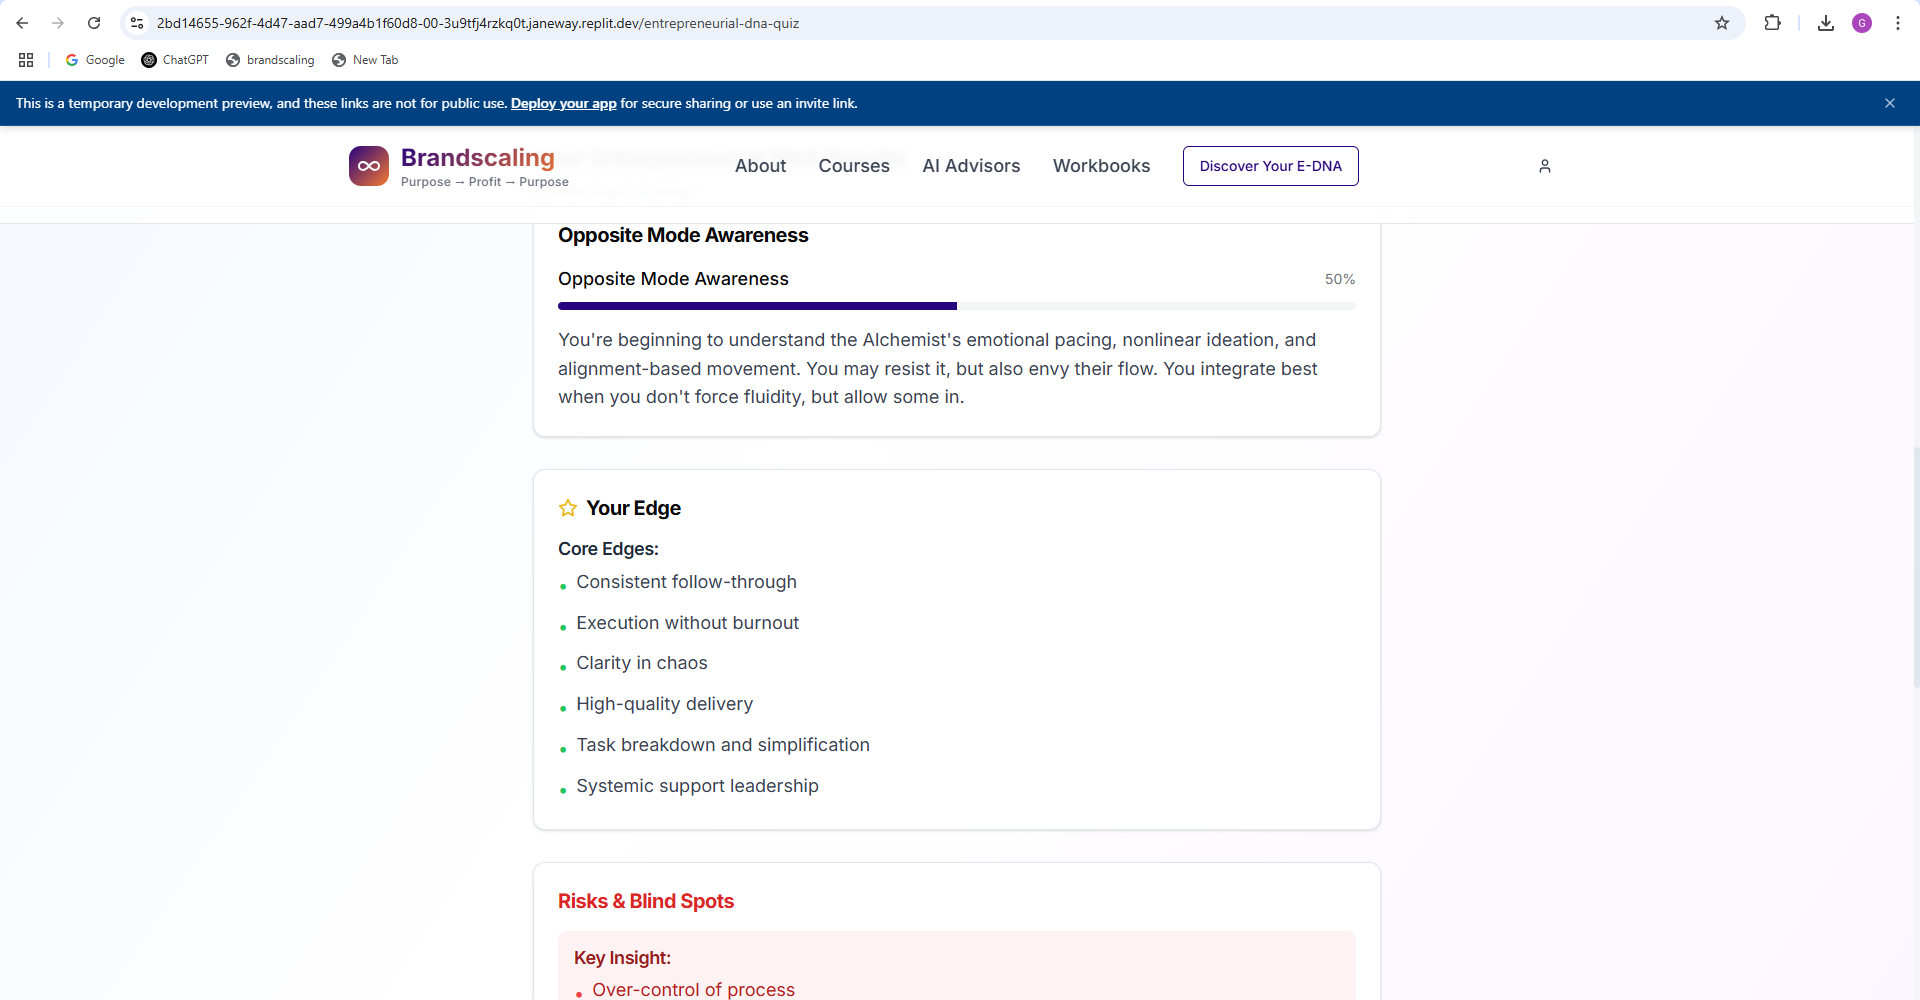 2bd14655-962f-4d47-aad7-499a4b1f60d8-00-3u9tfj4rzkq0t.janeway.replit.dev/entrepreneurial-dna-quiz
G
Google
ChatGPT
brandscaling
New Tab
This is a temporary development preview, and these links are not for public use. Deploy your app for secure sharing or use an invite link.
Brandscaling
Purpose → Profit → Purpose
About
Courses
AI Advisors
Workbooks
Discover Your E-DNA
Opposite Mode Awareness
Opposite Mode Awareness
50%
You're beginning to understand the Alchemist's emotional pacing, nonlinear ideation, and
alignment-based movement. You may resist it, but also envy their flow. You integrate best
when you don't force fluidity, but allow some in.
Your Edge
Core Edges:
• Consistent follow-through
• Execution without burnout
• Clarity in chaos
• High-quality delivery
• Task breakdown and simplification
• Systemic support leadership
Risks & Blind Spots
Key Insight:
• Over-control of process